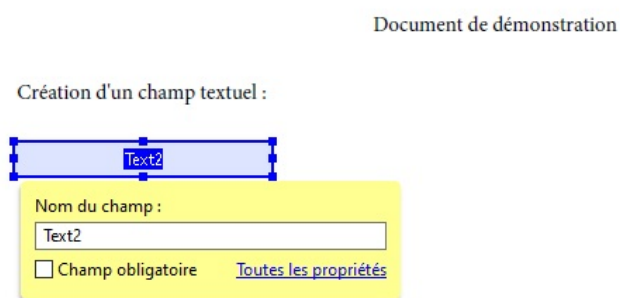 Document de démonstration
Création d'un champ textuel :
Text2
Nom du champ :
Text2
Champ obligatoire Toutes les propriétés